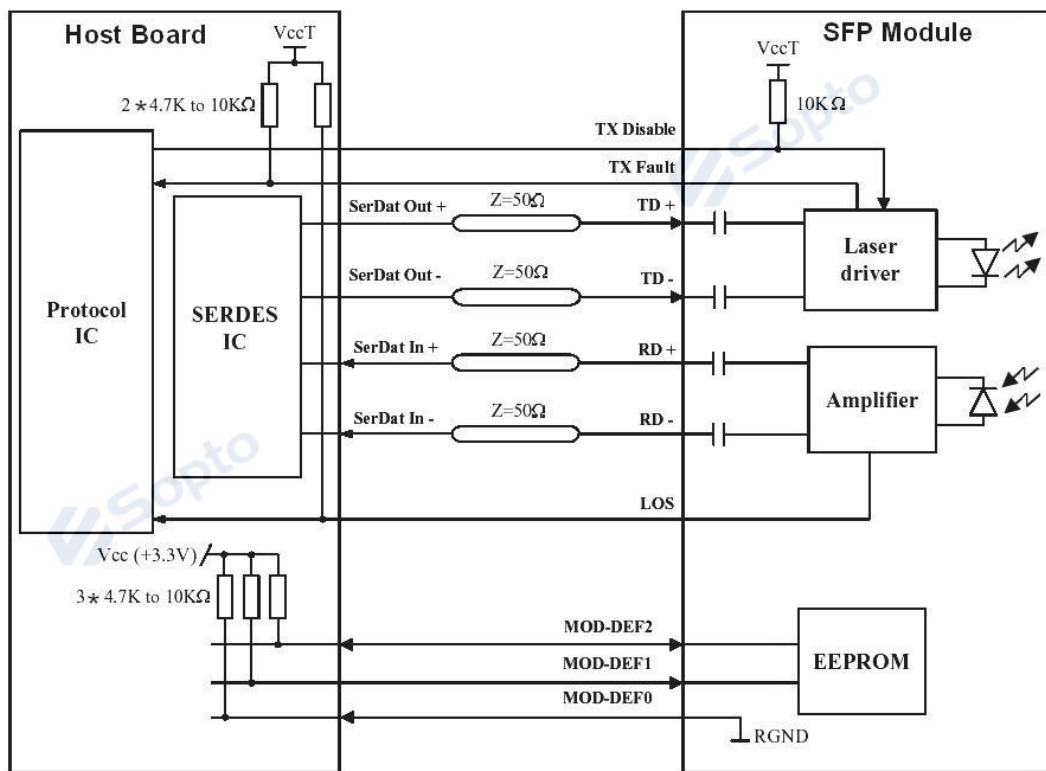 Host Board
SFP Module
VccT
VccT
2*4.7K to 10KΩ
10KΩ
TX Disable
TX Fault
SerDat Out +
Z=50Ω
TD +
SerDat Out -
Z=50Ω
TD -
Laser
driver
Protocol
IC
SERDES
IC
SerDat In +
Z=50Ω
RD +
SerDat In -
Z=50Ω
RD -
Amplifier
LOS
Vcc (+3.3V)
3*4.7K to 10KΩ
MOD-DEF2
MOD-DEF1
MOD-DEF0
EEPROM
RGND
Sopto
Sopto
Sopto